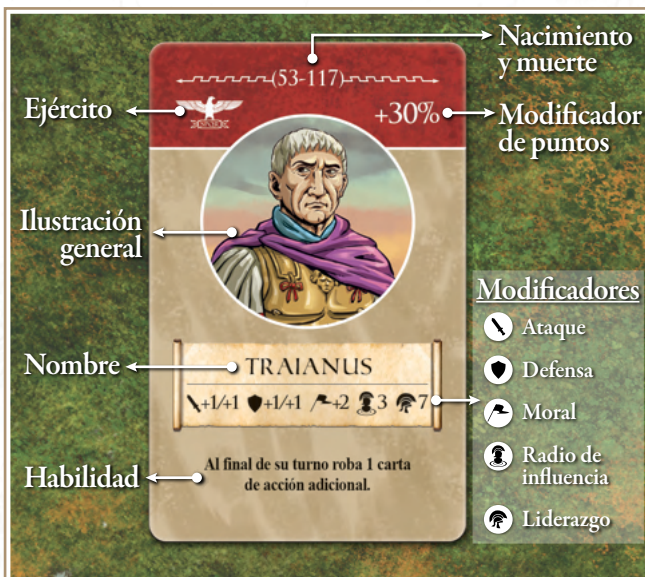 Nacimiento
y muerte
(53-117)
Ejército
+30%
Modificador
de puntos
Ilustración
general
Modificadores
Ataque
Defensa
Moral
Radio de
influencia
Liderazgo
Nombre
TRAIANUS
+1/+1 +1/+1 +2 3 7
Habilidad
Al final de su turno roba 1 carta
de acción adicional.